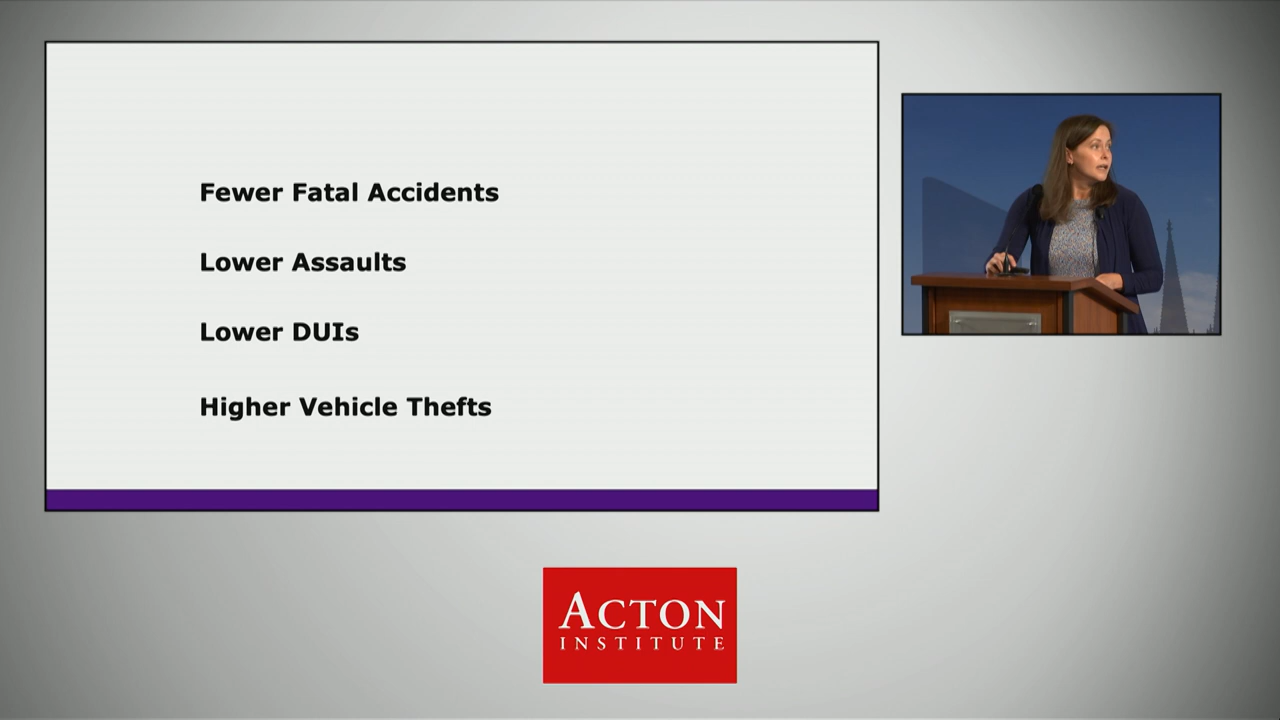 Fewer Fatal Accidents
Lower Assaults
Lower DUIs
Higher Vehicle Thefts
ACTON
INSTITUTE